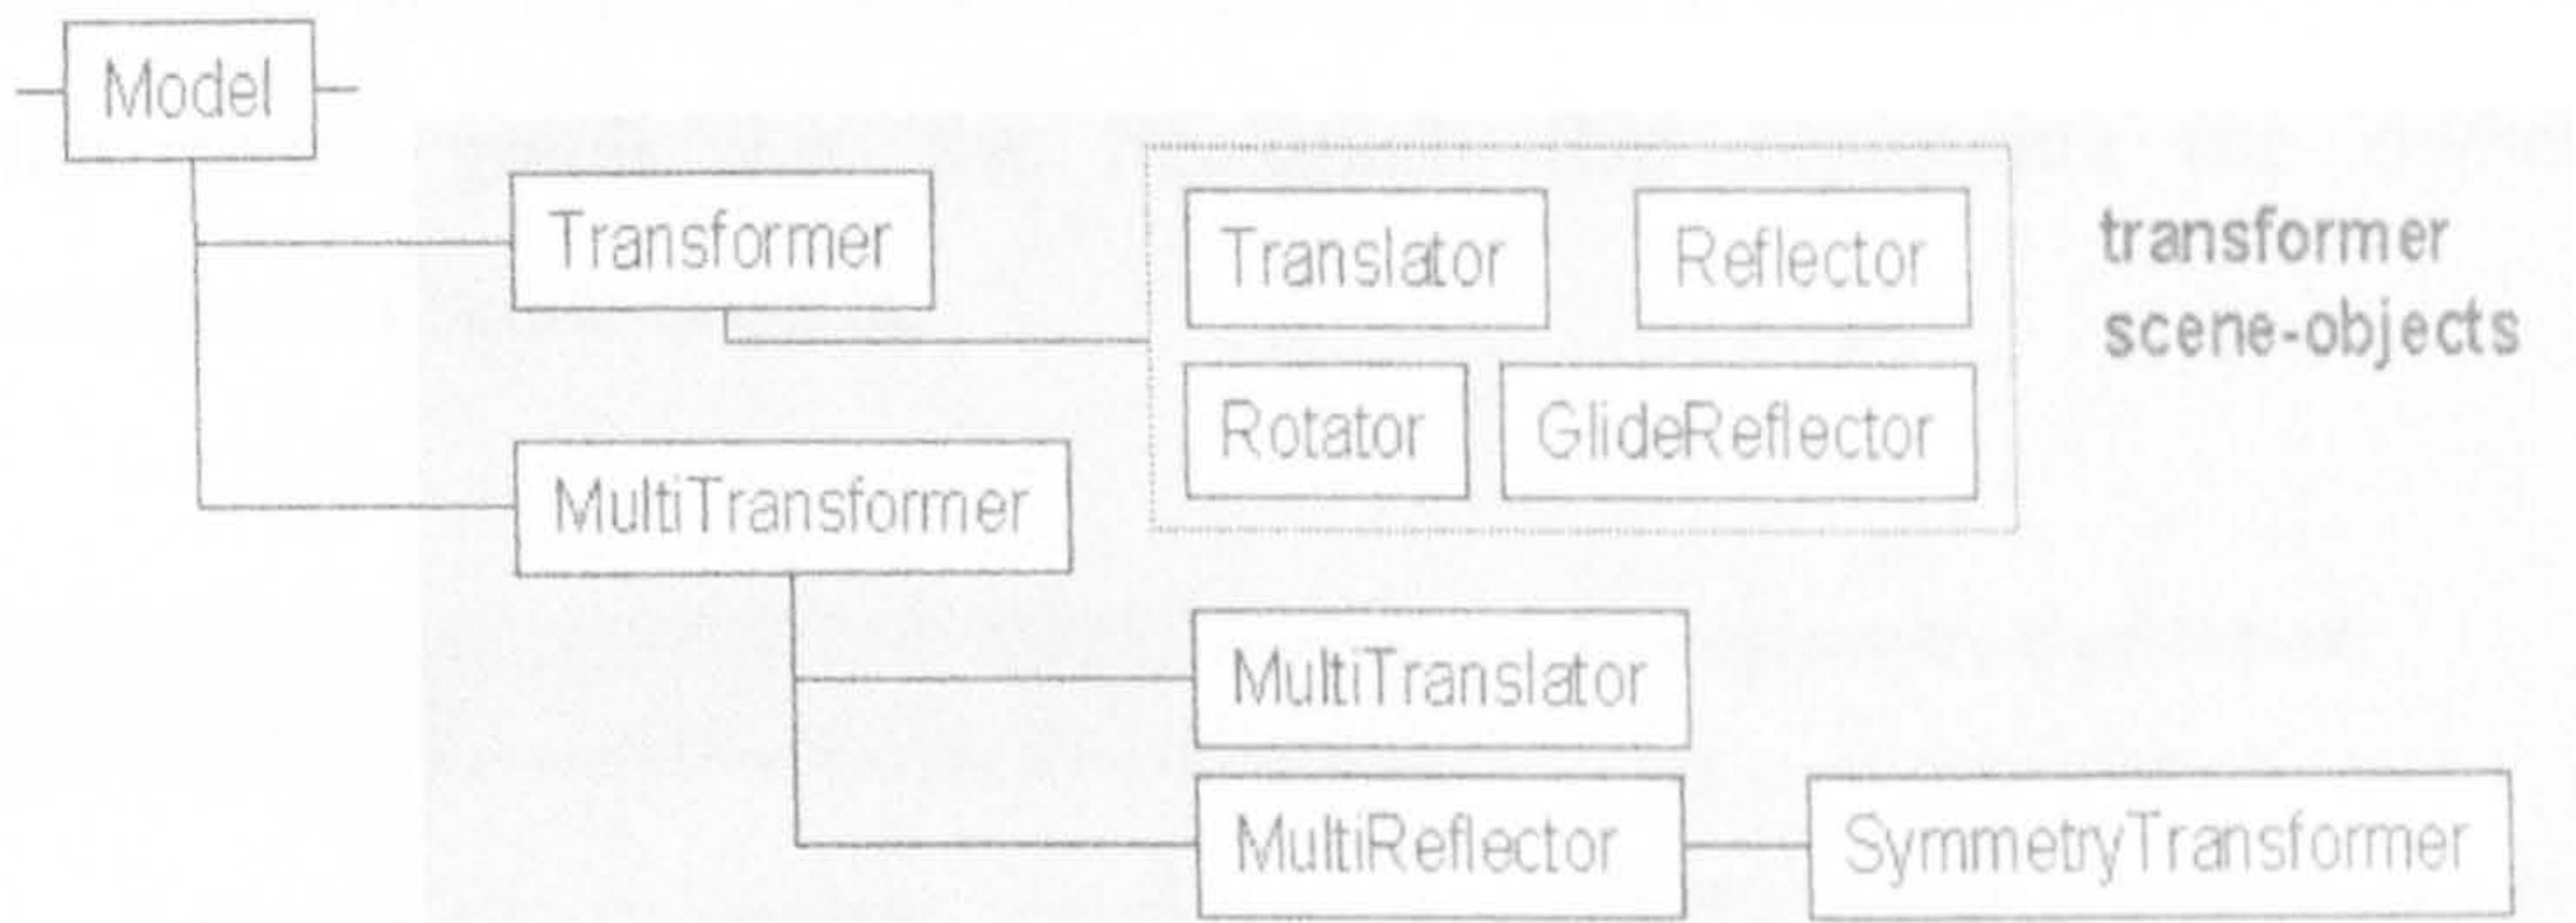 Model
Transformer
Translator
Reflector
transformer
scene-objects
Rotator
GlideReflector
MultiTransformer
MultiTranslator
MultiReflector
SymmetryTransformer